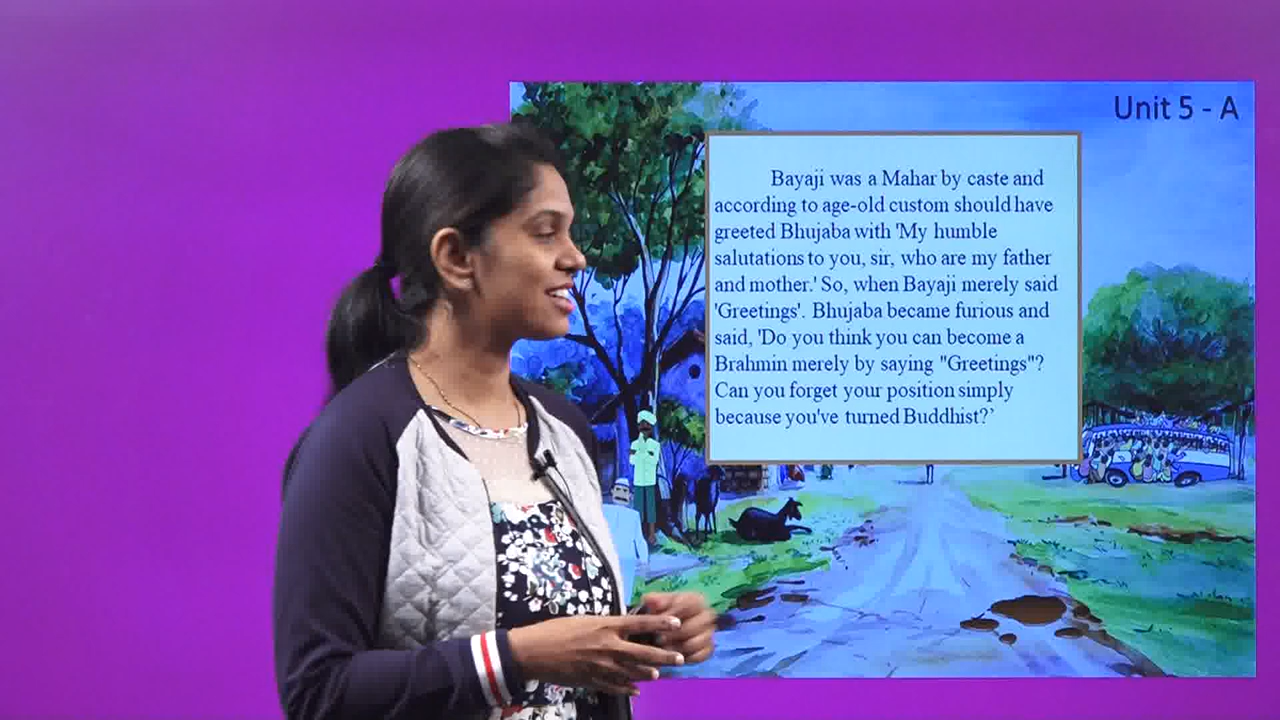 Unit 5 - A
Bayaji was a Mahar by caste and
according to age-old custom should have
greeted Bhujaba with 'My humble
salutations to you, sir, who are my father
and mother.' So, when Bayaji merely said
'Greetings'. Bhujaba became furious and
said, 'Do you think you can become a
Brahmin merely by saying "Greetings"?
Can you forget your position simply
because you've turned Buddhist?’